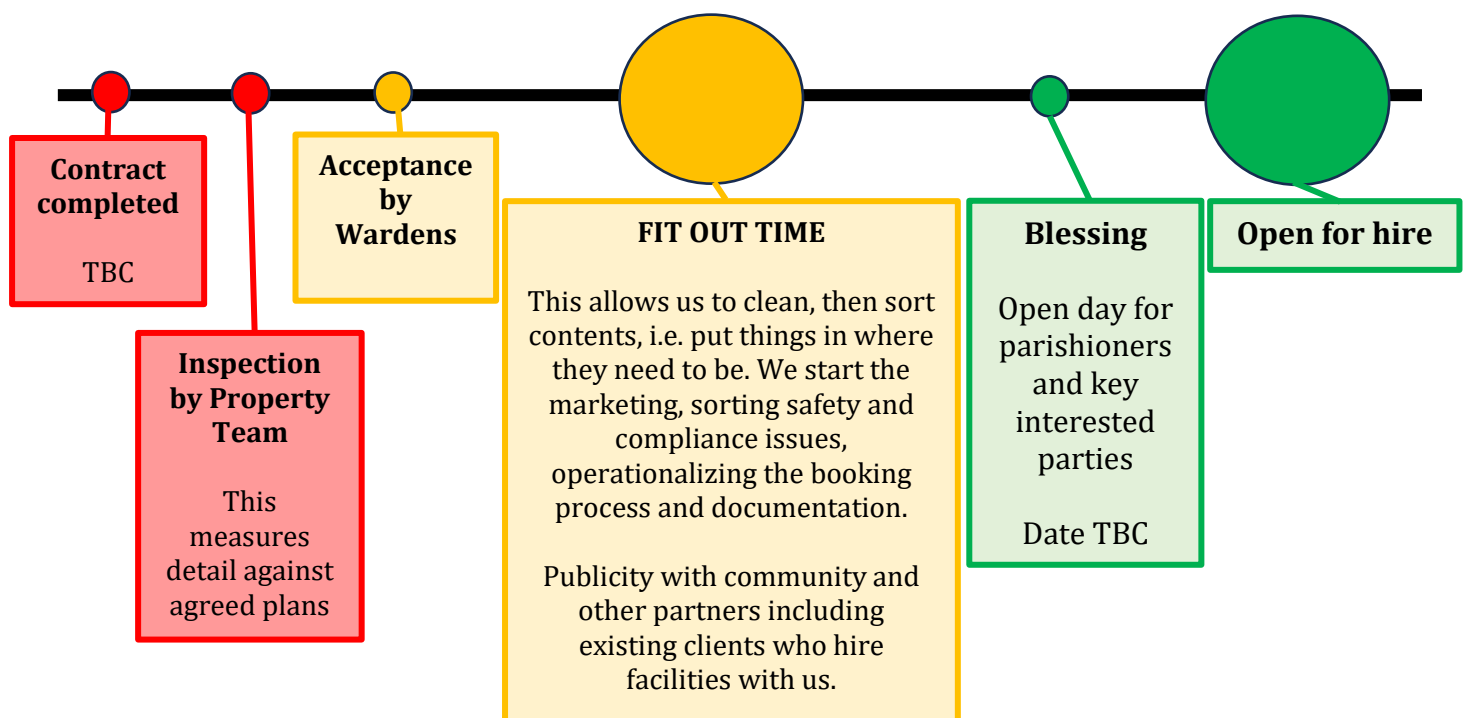 Contract
completed
TBC
Inspection
by Property
Team
This
measures
detail against
agreed plans
Acceptance
by
Wardens
FIT OUT TIME
This allows us to clean, then sort
contents, i.e. put things in where
they need to be. We start the
marketing, sorting safety and
compliance issues,
operationalizing the booking
process and documentation.
Publicity with community and
other partners including
existing clients who hire
facilities with us.
Blessing
Open day for
parishioners
and key
interested
parties
Date TBC
Open for hire